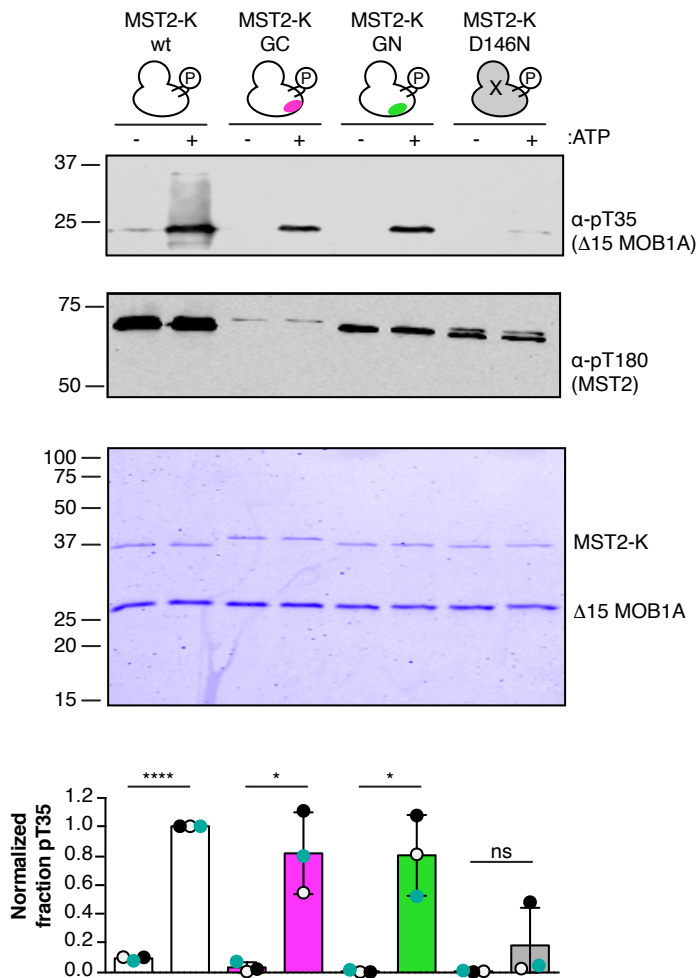 MST2-K wt
MST2-K GC
MST2-K GN
MST2-K D146N
P P P X P
- + - + - + - + :ATP
37
25
α-pT35
(Δ15 MOB1A)
75
50
α-pT180
(MST2)
100
75
50
37
MST2-K
25
Δ15 MOB1A
20
15
**** * * ns
Normalized
fraction pT35
1.2
1.0
0.8
0.6
0.4
0.2
0.0